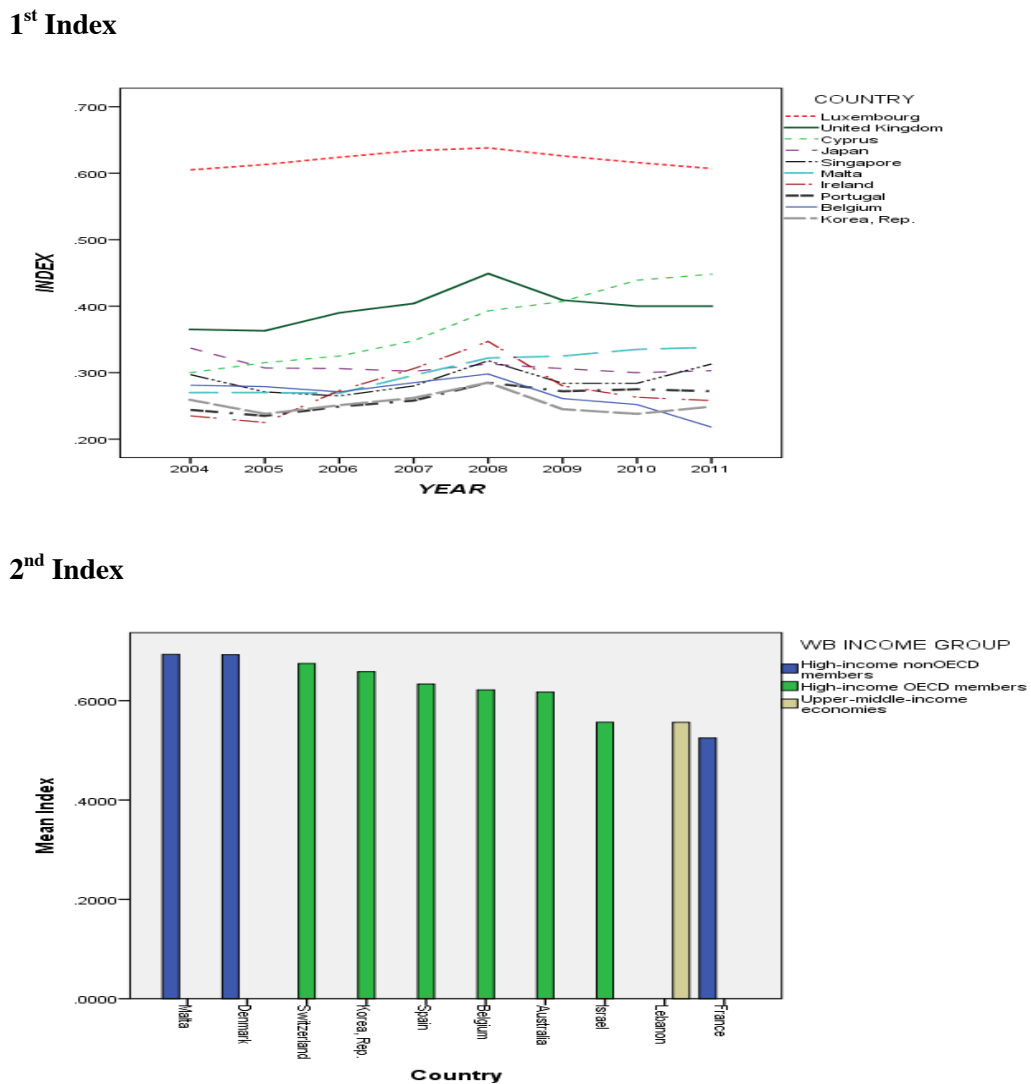 1st Index
COUNTRY
Luxembourg
United Kingdom
Cyprus
Japan
Singapore
Malta
Ireland
Portugal
Belgium
Korea, Rep.
INDEX
.700
.600
.500
.400
.300
.200
2004 2005 2006 2007 2008 2009 2010 2011
YEAR
2nd Index
WB INCOME GROUP
High-income nonOECD
members
High-income OECD members
Upper-middle-income
economies
Mean Index
.6000
.4000
.2000
.0000
Malta
Denmark
Switzerland
Korea, Rep.
Spain
Belgium
Australia
Israel
Lebanon
France
Country